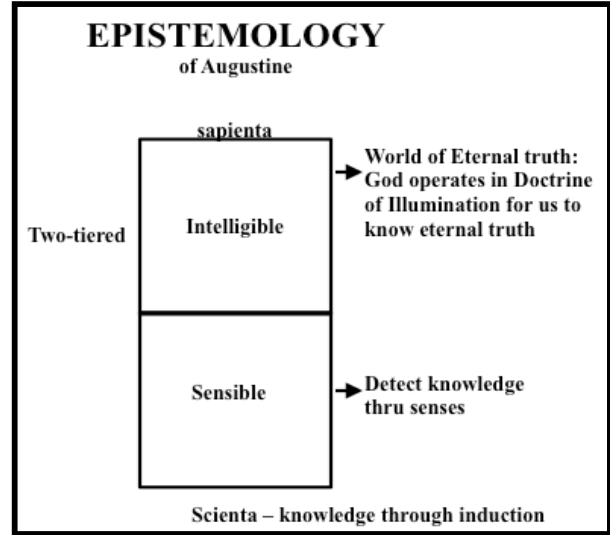 EPISTEMOLOGY
of Augustine
sapienta
World of Eternal truth:
God operates in Doctrine
of Illumination for us to
know eternal truth
Two-tiered
Intelligible
Sensible
Detect knowledge
thru senses
Scienta – knowledge through induction